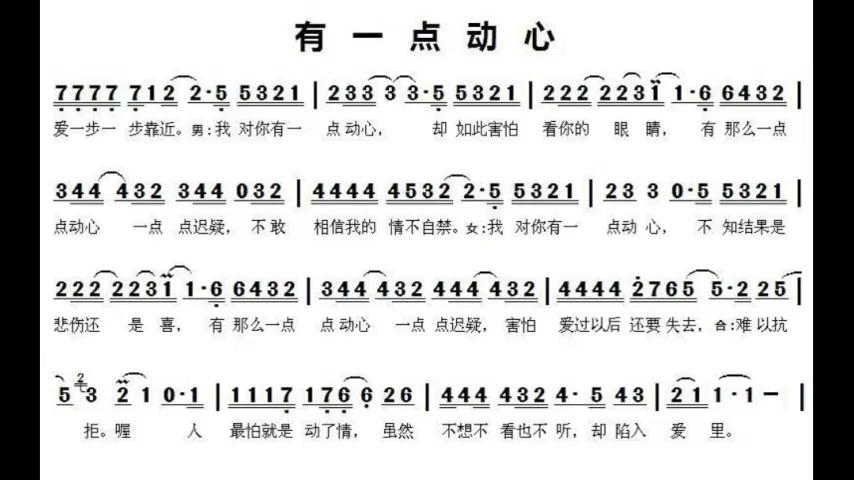 有一点动心
7777 712 2·5 5321 | 233 3 3·5 5321 | 222 2231 1·6 6432 |
爱一步一 步靠近。男:我 对你有一 点动心, 却 如此害怕 看你的 眼 睛, 有 那么一点
344 432 344 032 | 4444 4532 2·5 5321 | 23 3 0·5 5321 |
点动心 一点 点迟疑, 不敢 相信我的 情不自禁。女:我 对你有一 点动 心, 不 知结果是
222 2231 1·6 6432 | 344 432 444 432 | 4444 2765 5·2 25 |
悲伤还 是 喜, 有 那么一点 点动心 一点 点迟疑, 害怕 爱过以后 还要 失去, 合:难 以抗
5 2 3 2 1 0·1 | 1117 176 6 26 | 444 432 4· 5 43 | 21 1·1 — |
拒。喔 人 最怕就是 动了情, 虽然 不想不 看也不 听, 却 陷入 爱 里。